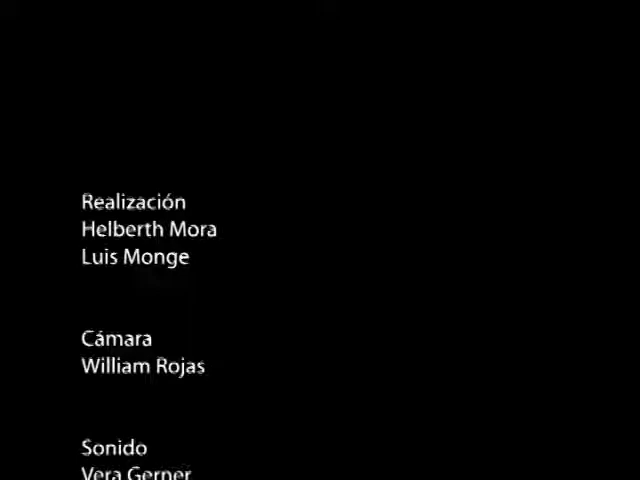 Realización
Helberth Mora
Luis Monge
Cámara
William Rojas
Sonido
Vera Gerner